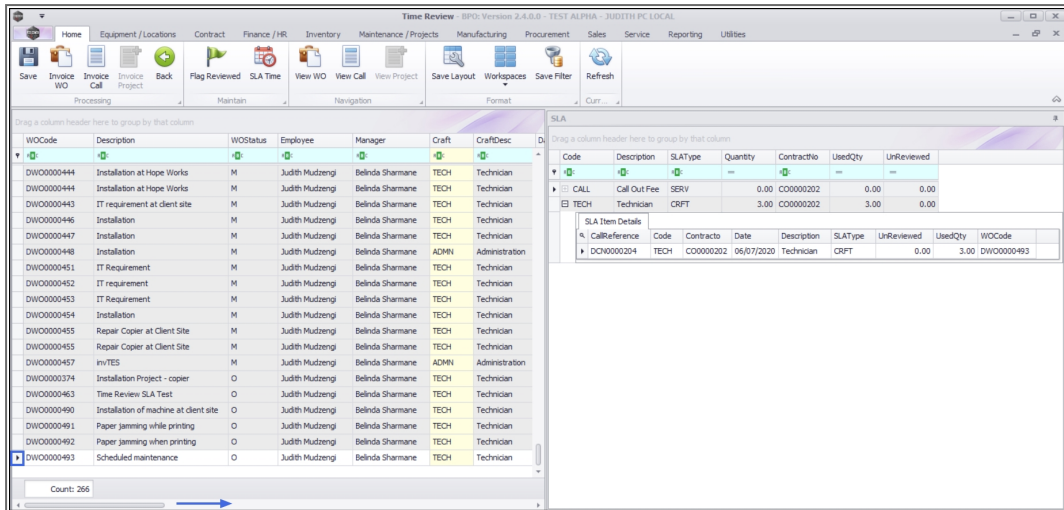 Time Review - BPO: Version 2.4.0.0 - TEST ALPHA - JUDITH PC LOCAL
Home Equipment / Locations Contract Finance / HR Inventory Maintenance / Projects Manufacturing Procurement Sales Service Reporting Utilities
Save Invoice WO Invoice Call Invoice Project Back Flag Reviewed SLA Time View WO View Call View Project Save Layout Workspaces Save Filter Refresh
Processing Maintain Navigation Format Curr...
Drag a column header here to group by that column
WOCode Description WOStatus Employee Manager Craft CraftDesc
DWO0000444 Installation at Hope Works M Judith Mudzengi Belinda Sharmane TECH Technician
DWO0000444 Installation at Hope Works M Judith Mudzengi Belinda Sharmane TECH Technician
DWO0000443 IT requirement at client site M Judith Mudzengi Belinda Sharmane TECH Technician
DWO0000446 Installation M Judith Mudzengi Belinda Sharmane TECH Technician
DWO0000447 Installation M Judith Mudzengi Belinda Sharmane TECH Technician
DWO0000448 Installation M Judith Mudzengi Belinda Sharmane ADMN Administration
DWO0000451 IT Requirement M Judith Mudzengi Belinda Sharmane TECH Technician
DWO0000452 IT requirement M Judith Mudzengi Belinda Sharmane TECH Technician
DWO0000453 IT Requirement M Judith Mudzengi Belinda Sharmane TECH Technician
DWO0000454 Installation M Judith Mudzengi Belinda Sharmane TECH Technician
DWO0000455 Repair Copier at Client Site M Judith Mudzengi Belinda Sharmane TECH Technician
DWO0000455 Repair Copier at Client Site M Judith Mudzengi Belinda Sharmane TECH Technician
DWO0000457 invTES M Judith Mudzengi Belinda Sharmane ADMN Administration
DWO0000374 Installation Project - copier O Judith Mudzengi Belinda Sharmane TECH Technician
DWO0000463 Time Review SLA Test O Judith Mudzengi Belinda Sharmane TECH Technician
DWO0000490 Installation of machine at client site O Judith Mudzengi Belinda Sharmane TECH Technician
DWO0000491 Paper jamming while printing O Judith Mudzengi Belinda Sharmane TECH Technician
DWO0000492 Paper jamming when printing O Judith Mudzengi Belinda Sharmane TECH Technician
DWO0000493 Scheduled maintenance O Judith Mudzengi Belinda Sharmane TECH Technician
Count: 266
SLA
Drag a column header here to group by that column
Code Description SLAType Quantity ContractNo UsedQty UnReviewed
CALL Call Out Fee SERV 0.00 CO0000202 0.00 0.00
TECH Technician CRFT 3.00 CO0000202 3.00 0.00
SLA Item Details
CallReference Code Contracto Date Description SLAType UnReviewed UsedQty WOCode
DCN0000204 TECH CO0000202 06/07/2020 Technician CRFT 0.00 3.00 DWO0000493